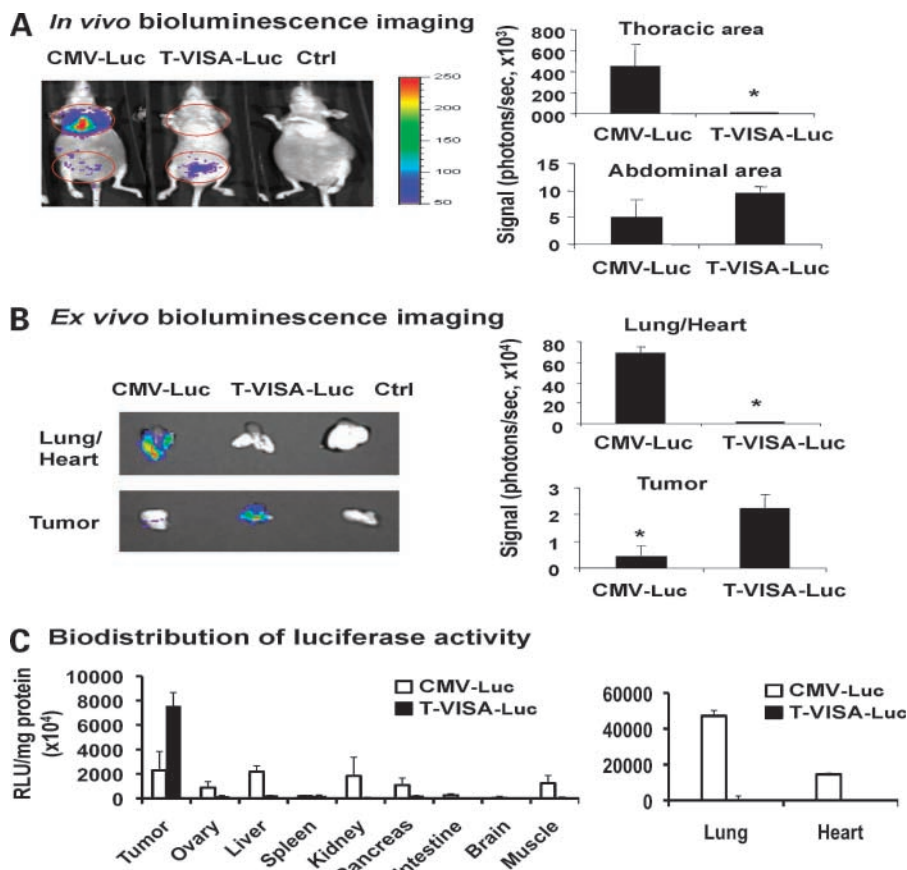 A In vivo bioluminescence imaging
CMV-Luc T-VISA-Luc Ctrl
250
200
150
100
50
Signal (photons/sec, x10³)
Thoracic area
800
600
400
200
000
*
CMV-Luc T-VISA-Luc
Abdominal area
15
10
5
0
CMV-Luc T-VISA-Luc
B Ex vivo bioluminescence imaging
CMV-Luc T-VISA-Luc Ctrl
Lung/
Heart
Tumor
Signal (photons/sec, x10⁴)
Lung/Heart
80
60
40
20
0
*
CMV-Luc T-VISA-Luc
Tumor
3
2
1
0
*
CMV-Luc T-VISA-Luc
C Biodistribution of luciferase activity
RLU/mg protein
(x10⁴)
10000
8000
6000
4000
2000
0
CMV-Luc
T-VISA-Luc
Tumor
Ovary
Liver
Spleen
Kidney
Pancreas
Intestine
Brain
Muscle
60000
40000
20000
0
CMV-Luc
T-VISA-Luc
Lung Heart